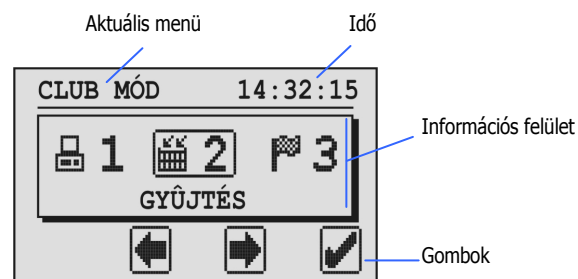 Aktuális menü
Idő
CLUB MÓD 14:32:15
1 2 3
GYÛJTÉS
Információs felület
Gombok